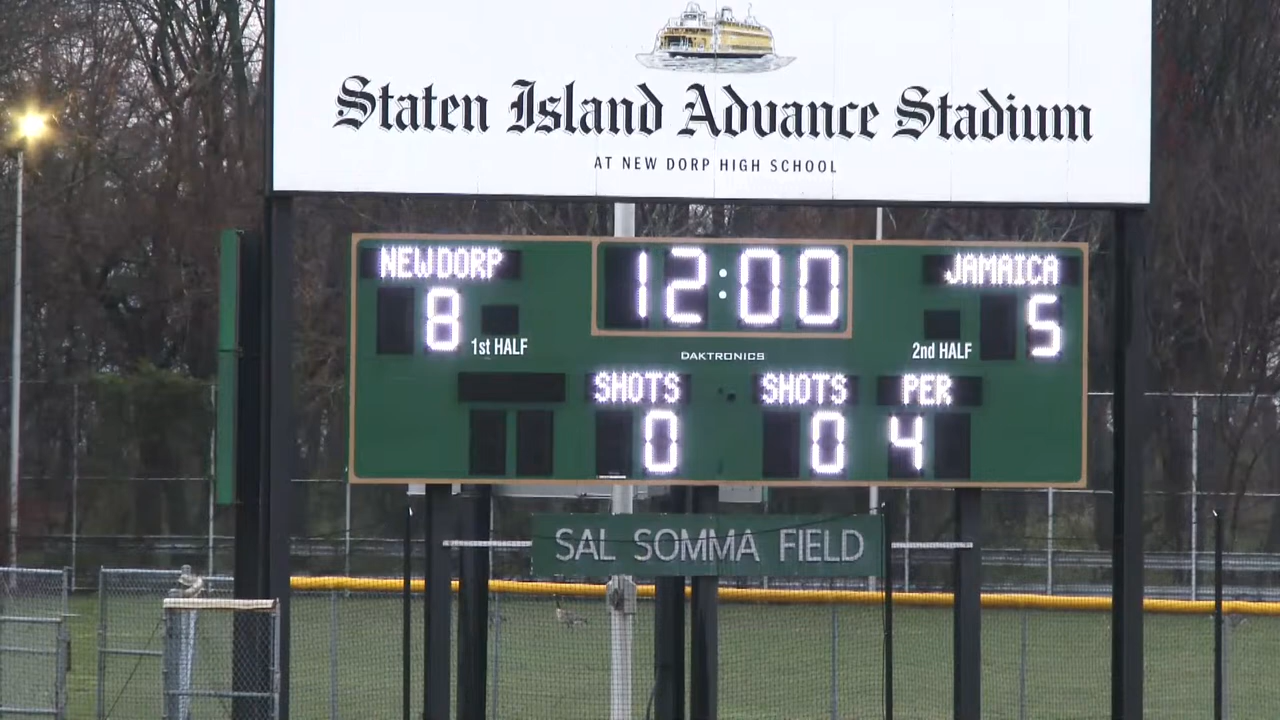 Staten Island Advance Stadium
AT NEW DORP HIGH SCHOOL
NEWDORP 12:00 JAMAICA
8 5
1st HALF DAKTRONICS 2nd HALF
SHOTS SHOTS PER
0 0 4
SAL SOMMA FIELD